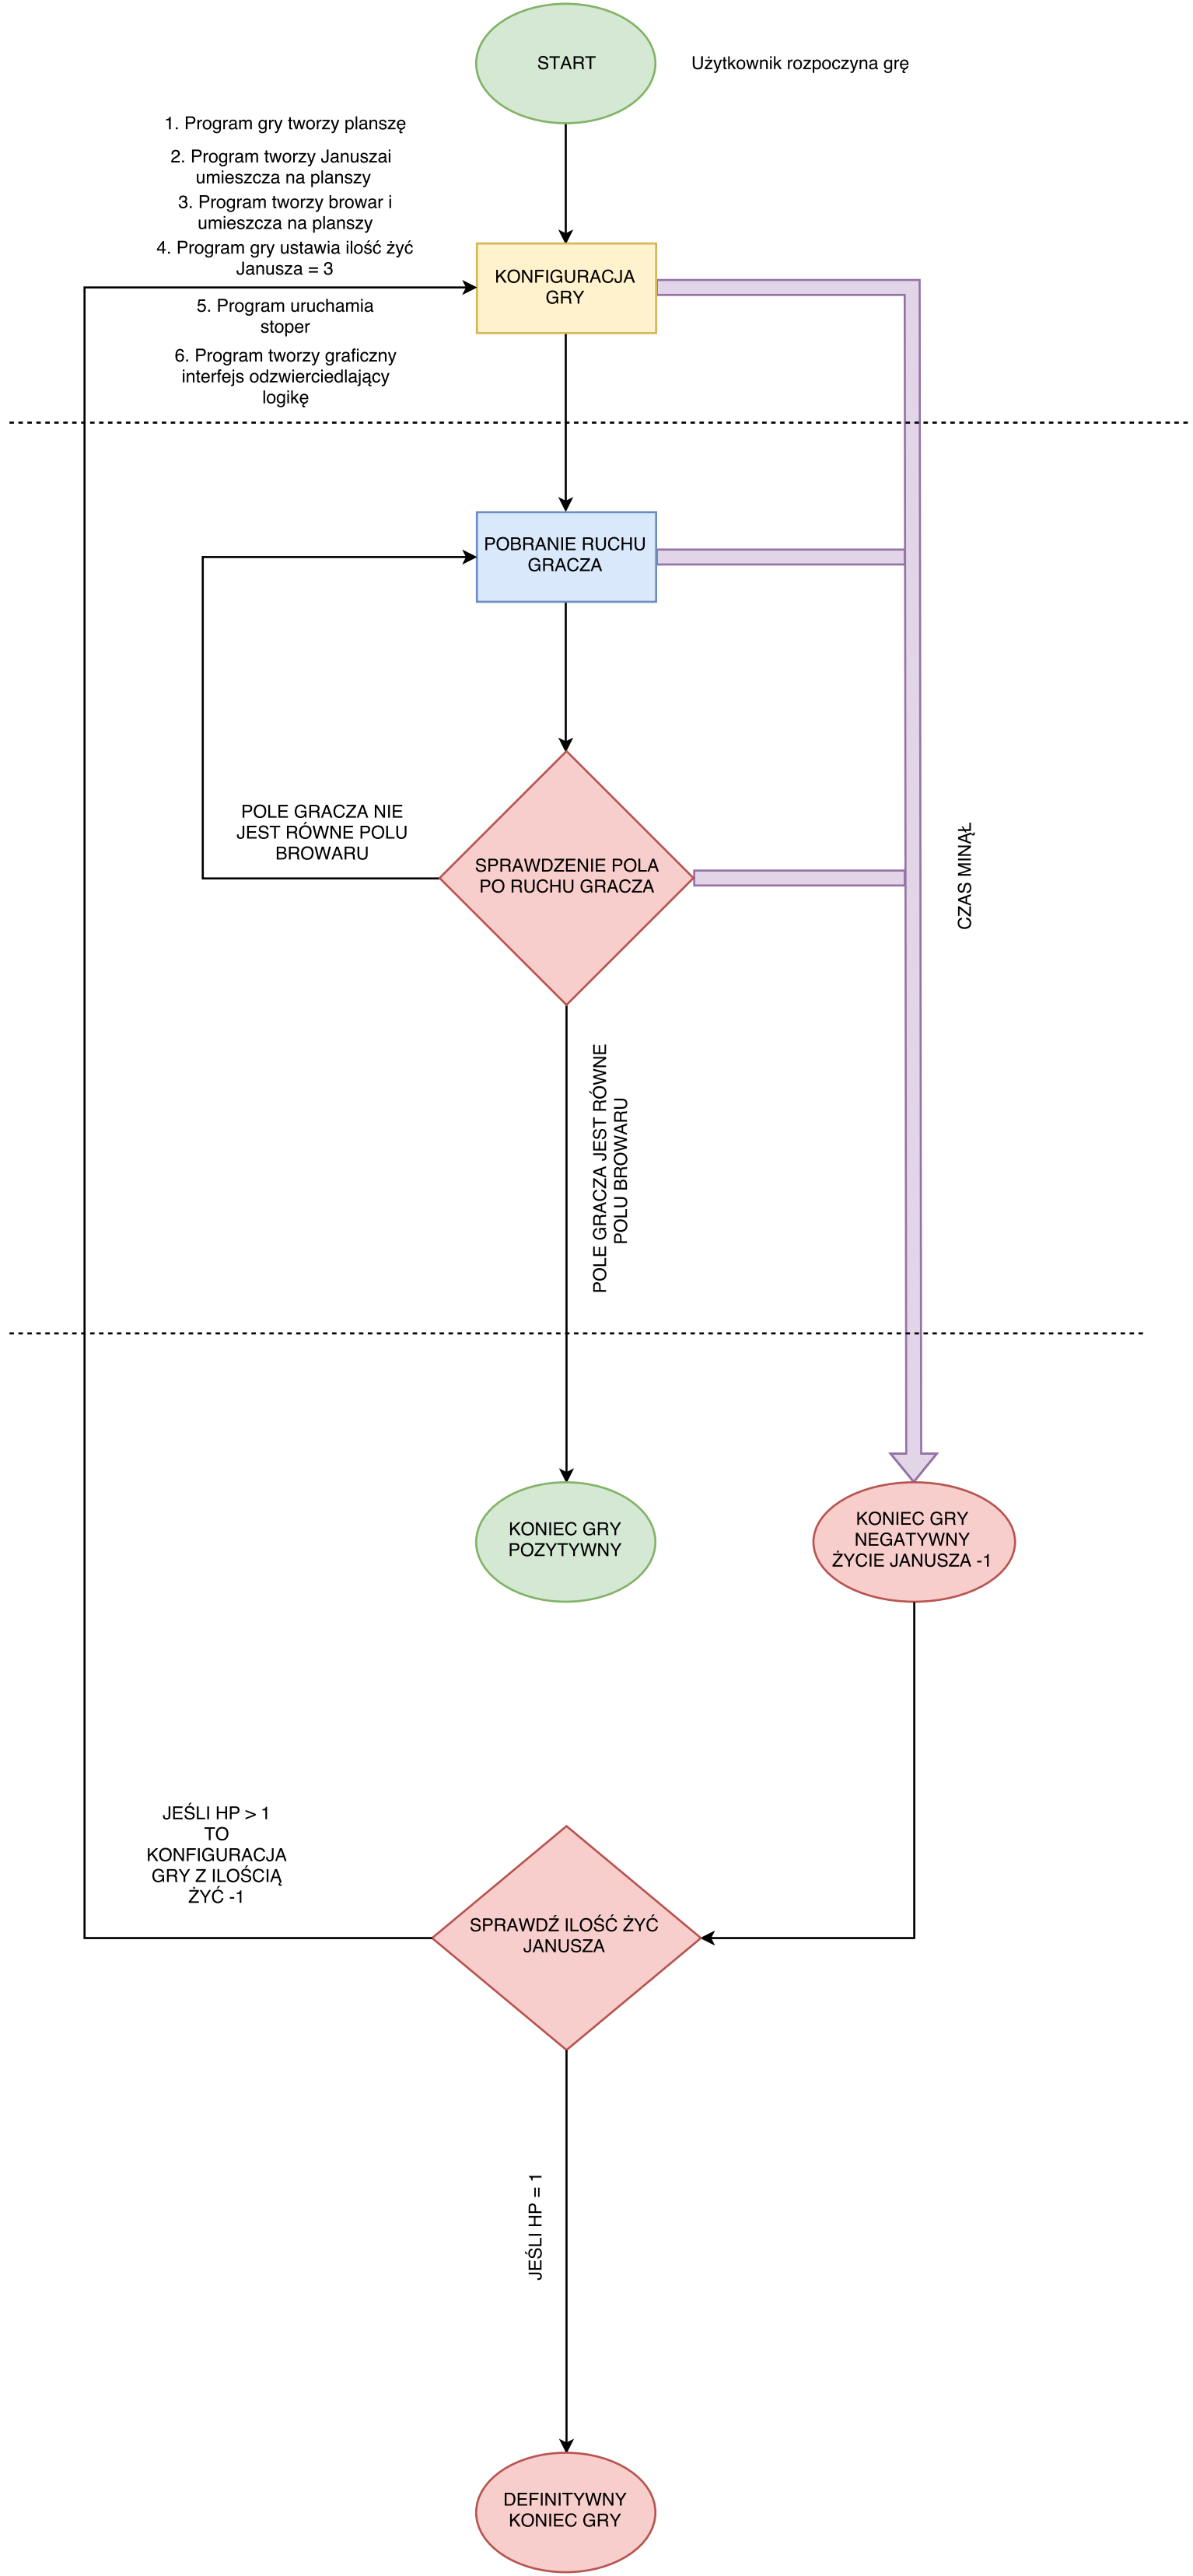 START
Użytkownik rozpoczyna grę
1. Program gry tworzy planszę
2. Program tworzy Januszai
umieszcza na planszy
3. Program tworzy browar i
umieszcza na planszy
4. Program gry ustawia ilość żyć
Janusza = 3
5. Program uruchamia
stoper
6. Program tworzy graficzny
interfejs odzwierciedlający
logikę
KONFIGURACJA
GRY
POBRANIE RUCHU
GRACZA
POLE GRACZA NIE
JEST RÓWNE POLU
BROWARU
SPRAWDZENIE POLA
PO RUCHU GRACZA
CZAS MINĄŁ
POLE GRACZA JEST RÓWNE
POLU BROWARU
KONIEC GRY
POZYTYWNY
KONIEC GRY
NEGATYWNY
ŻYCIE JANUSZA -1
JEŚLI HP > 1
TO
KONFIGURACJA
GRY Z ILOŚCIĄ
ŻYĆ -1
SPRAWDŹ ILOŚĆ ŻYĆ
JANUSZA
JEŚLI HP = 1
DEFINITYWNY
KONIEC GRY